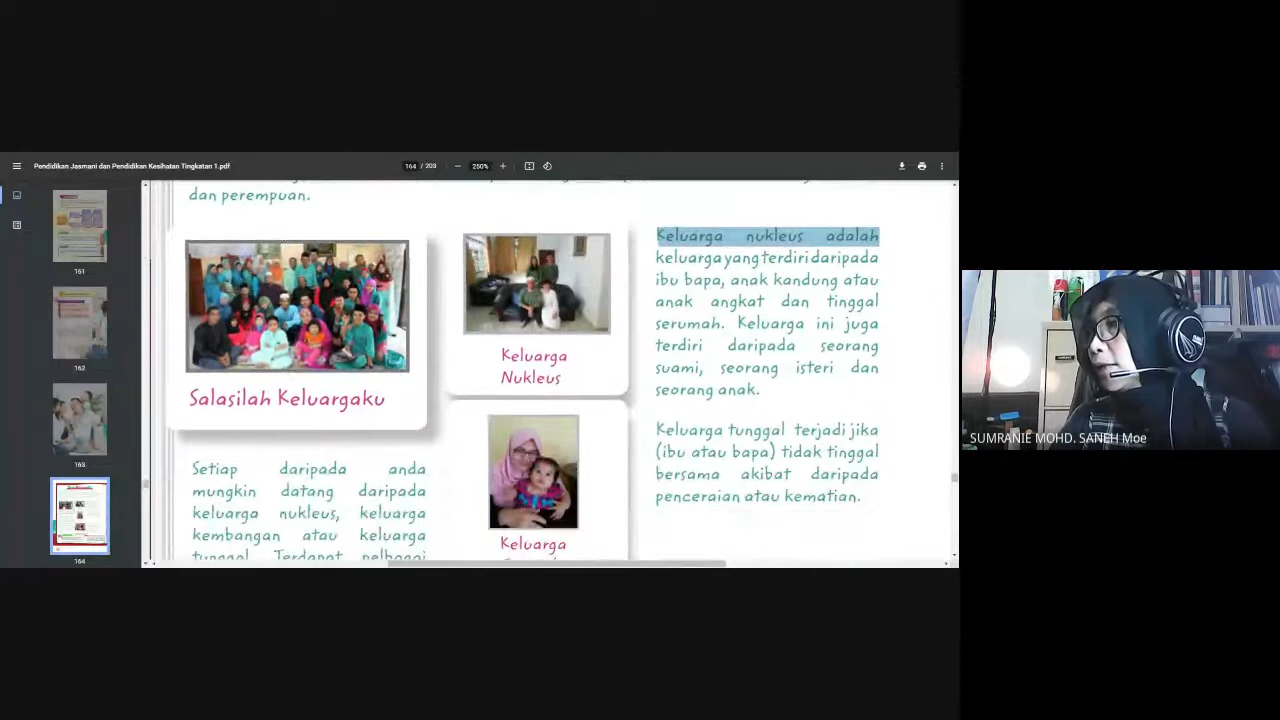 Pendidikan Jasmani dan Pendidikan Kesihatan Tingkatan 1.pdf
164 / 203
250%
161
162
163
164
dan perempuan.
Salasilah Keluargaku
Setiap daripada anda
mungkin datang daripada
keluarga nukleus, keluarga
kembangan atau keluarga
tunggal. Terdapat pelbagai
Keluarga
Nukleus
Keluarga
Keluarga nukleus adalah
keluarga yang terdiri daripada
ibu bapa, anak kandung atau
anak angkat dan tinggal
serumah. Keluarga ini juga
terdiri daripada seorang
suami, seorang isteri dan
seorang anak.
Keluarga tunggal terjadi jika
(ibu atau bapa) tidak tinggal
bersama akibat daripada
penceraian atau kematian.
SUMRANIE MOHD. SANEH Moe